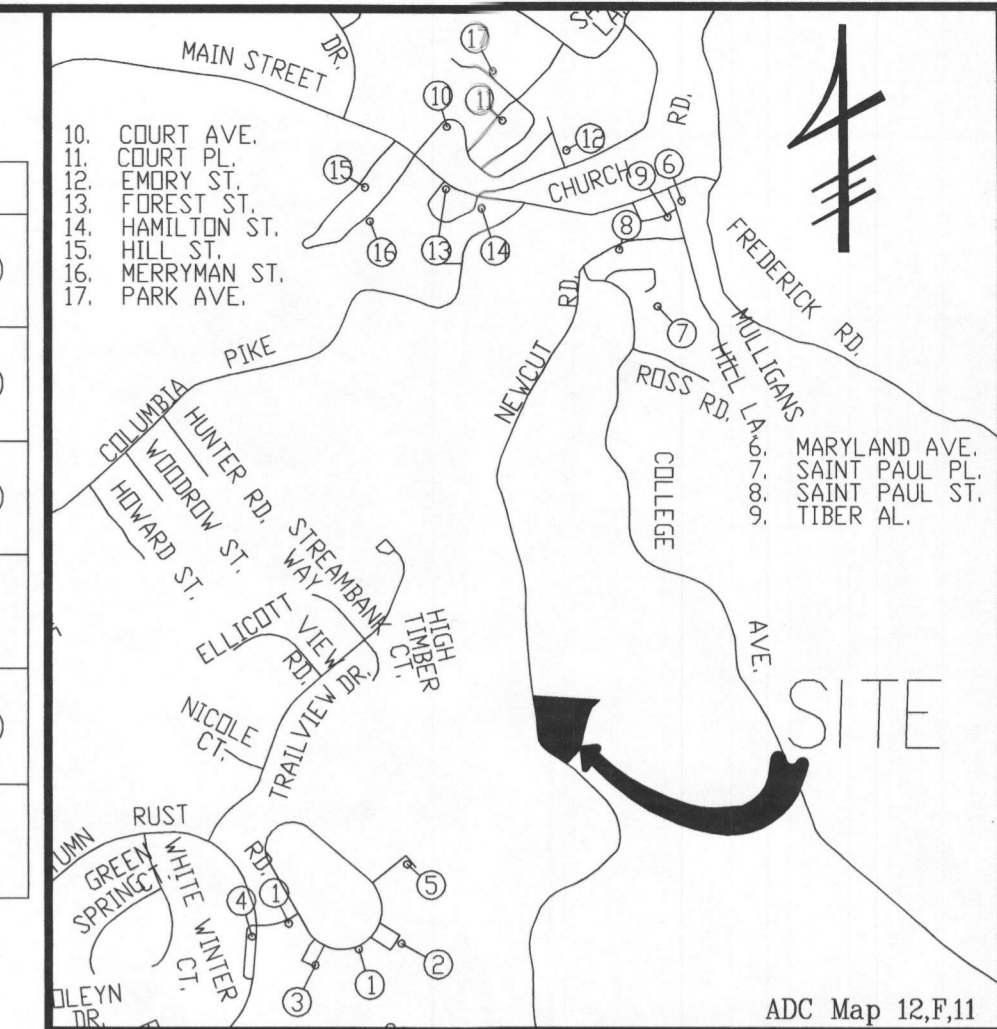 MAIN STREET
DR.
17
10
11
12
RD.
10. COURT AVE.
11. COURT PL.
12. EMORY ST.
13. FOREST ST.
14. HAMILTON ST.
15. HILL ST.
16. MERRYMAN ST.
17. PARK AVE.
15
16
13
14
CHURCH
9
6
8
7
FREDERICK RD.
MULLIGANS
HILL LA.
NEWCUT RD.
ROSS RD.
COLUMBIA PIKE
HUNTER RD.
WOODROW ST.
HOWARD ST.
6. MARYLAND AVE.
7. SAINT PAUL PL.
8. SAINT PAUL ST.
9. TIBER AL.
COLLEGE
AVE.
STREAMBANK
WAY
ELLICOTT
VIEW
RD.
HIGH
TIMBER
CT.
TRAILVIEW DR.
NICOLE
CT.
SITE
RUST
GREEN
SPRING CT.
WHITE WINTER
CT.
RD.
4
1
5
2
3
1
DR.
ADC Map 12,F,11